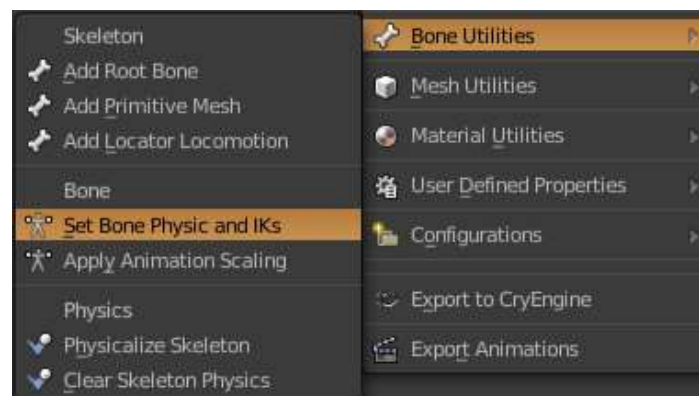 Skeleton
Add Root Bone
Add Primitive Mesh
Add Locator Locomotion
Bone
Set Bone Physic and IKs
Apply Animation Scaling
Physics
Physicalize Skeleton
Clear Skeleton Physics
Bone Utilities
Mesh Utilities
Material Utilities
User Defined Properties
Configurations
Export to CryEngine
Export Animations